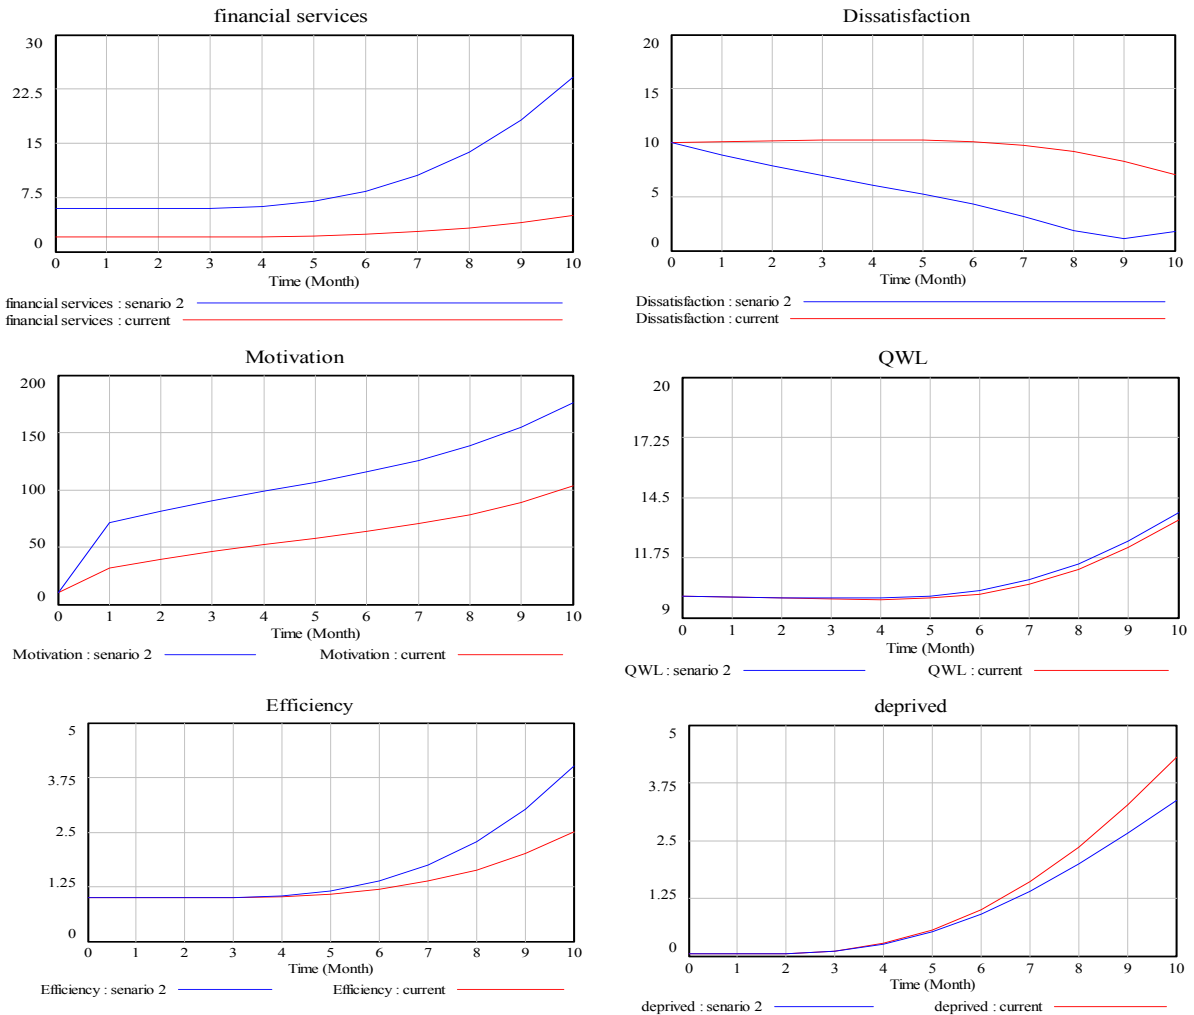 financial services
30
22.5
15
7.5
0
0 1 2 3 4 5 6 7 8 9 10
Time (Month)
financial services : senario 2
financial services : current
Dissatisfaction
20
15
10
5
0
0 1 2 3 4 5 6 7 8 9 10
Time (Month)
Dissatisfaction : senario 2
Dissatisfaction : current
Motivation
200
150
100
50
0
0 1 2 3 4 5 6 7 8 9 10
Time (Month)
Motivation : senario 2 Motivation : current
QWL
20
17.25
14.5
11.75
9
0 1 2 3 4 5 6 7 8 9 10
Time (Month)
QWL : senario 2 QWL : current
Efficiency
5
3.75
2.5
1.25
0
0 1 2 3 4 5 6 7 8 9 10
Time (Month)
Efficiency : senario 2 Efficiency : current
deprived
5
3.75
2.5
1.25
0
0 1 2 3 4 5 6 7 8 9 10
Time (Month)
deprived : senario 2 deprived : current